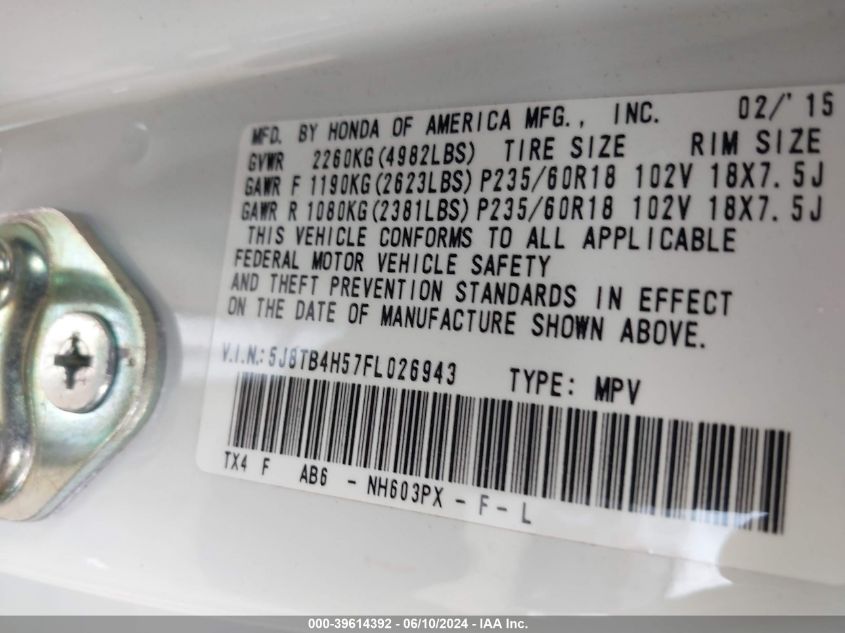 MFD. BY HONDA OF AMERICA MFG., INC. 02/'15
GVWR 2260KG(4982LBS) TIRE SIZE RIM SIZE
GAWR F 1190KG(2623LBS) P235/60R18 102V 18X7.5J
GAWR R 1080KG(2381LBS) P235/60R18 102V 18X7.5J
THIS VEHICLE CONFORMS TO ALL APPLICABLE
FEDERAL MOTOR VEHICLE SAFETY
AND THEFT PREVENTION STANDARDS IN EFFECT
ON THE DATE OF MANUFACTURE SHOWN ABOVE.
V.I.N.: 5J8TB4H57FL026943 TYPE: MPV
TX4 F AB6 - NH603PX - F - L
000-39614392 - 06/10/2024 - IAA Inc.